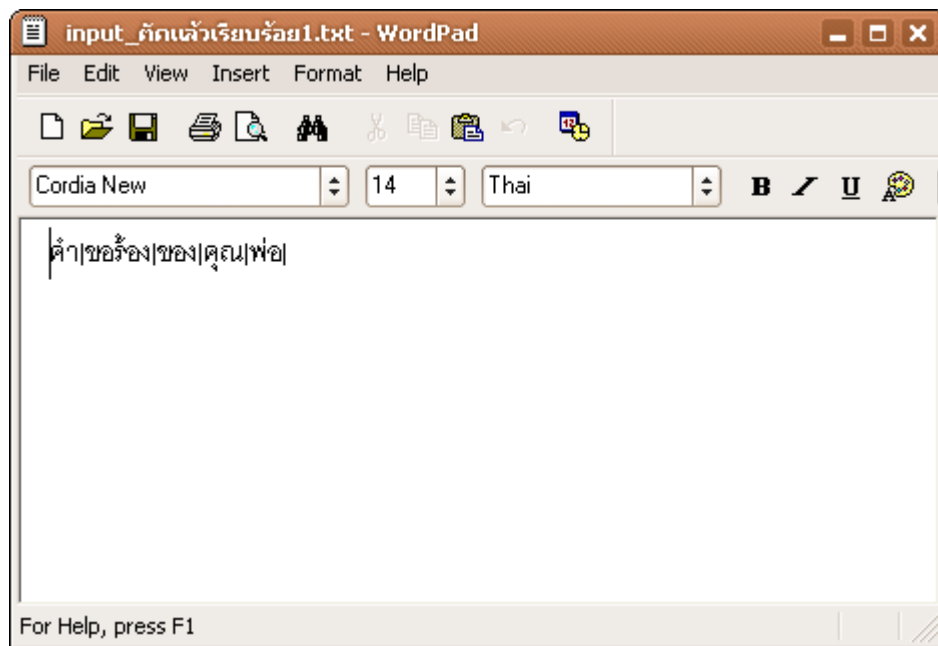 input_ตัดแล้วเรียบร้อย1.txt - WordPad
File Edit View Insert Format Help
12
Cordia New 14 Thai B I U A
คำ|ขอร้อง|ของ|คุณ|พ่อ|
For Help, press F1